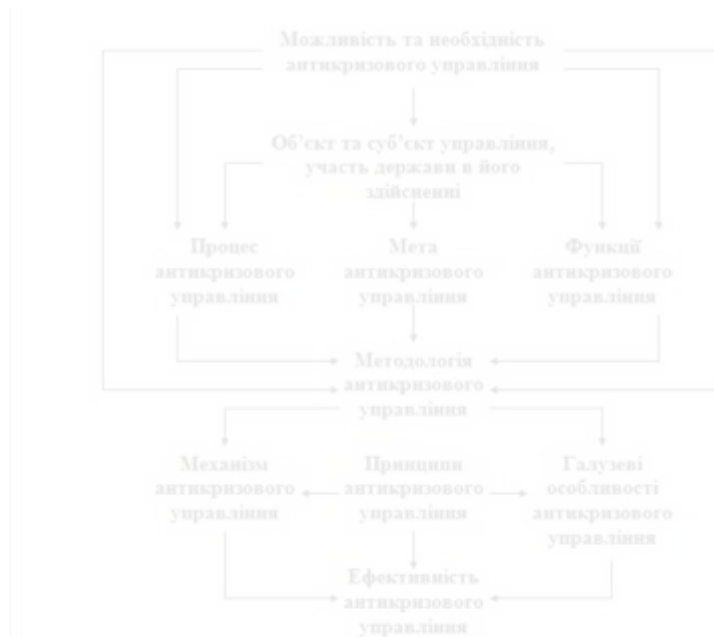 Можливість та необхідність
антикризового управління
Об'єкт та суб'єкт управління,
участь держави в його
здійсненні
Процес
антикризового
управління
Мета
антикризового
управління
Функції
антикризового
управління
Методологія
антикризового
управління
Механізм
антикризового
управління
Принципи
антикризового
управління
Галузеві
особливості
антикризового
управління
Ефективність
антикризового
управління